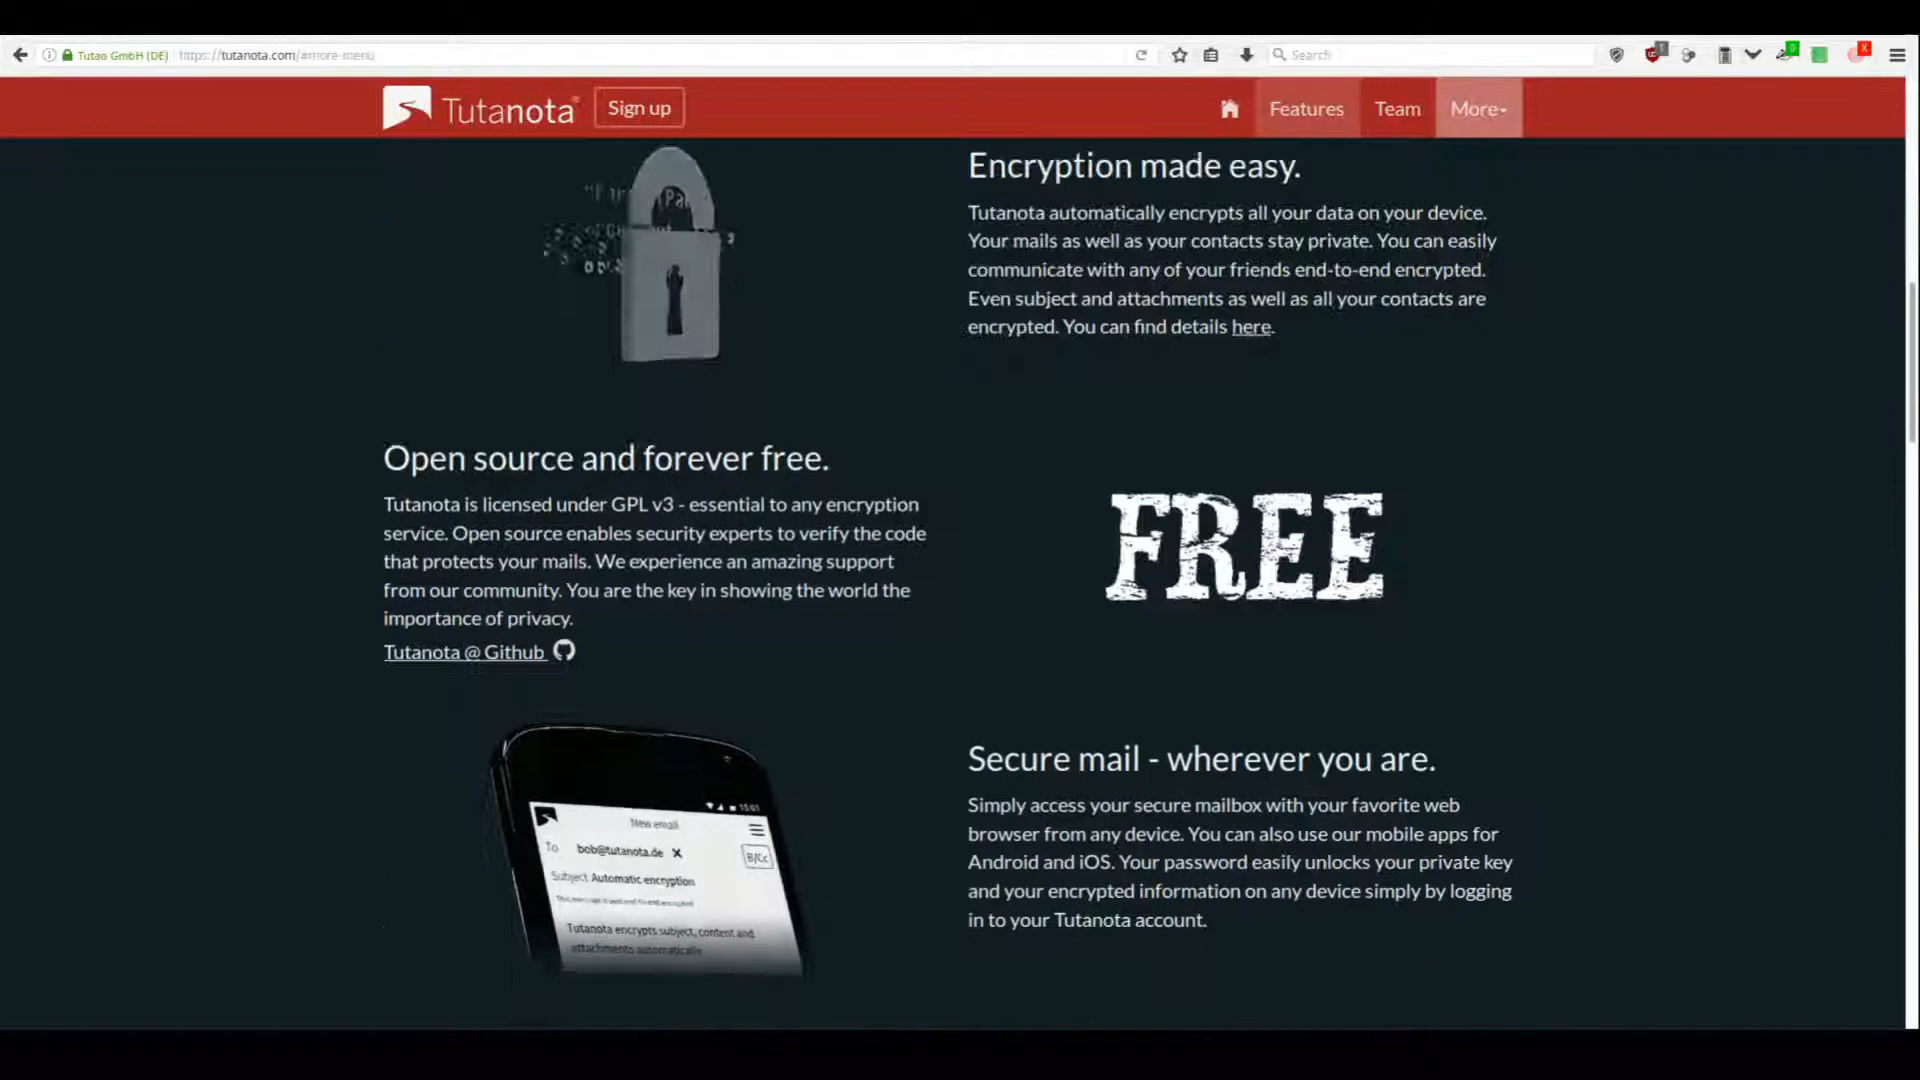 Tutao GmbH (DE) https://tutanota.com/#more-menu
Search
Tutanota Sign up Features Team More
Encryption made easy.
Tutanota automatically encrypts all your data on your device.
Your mails as well as your contacts stay private. You can easily
communicate with any of your friends end-to-end encrypted.
Even subject and attachments as well as all your contacts are
encrypted. You can find details here.
Open source and forever free.
Tutanota is licensed under GPL v3 - essential to any encryption
service. Open source enables security experts to verify the code
that protects your mails. We experience an amazing support
from our community. You are the key in showing the world the
importance of privacy.
Tutanota @ Github
FREE
15:01
New email
To bob@tutanota.de
B/Cc
Subject Automatic encryption
Tutanota encrypts subject, content and
attachments automatically
Secure mail - wherever you are.
Simply access your secure mailbox with your favorite web
browser from any device. You can also use our mobile apps for
Android and iOS. Your password easily unlocks your private key
and your encrypted information on any device simply by logging
in to your Tutanota account.